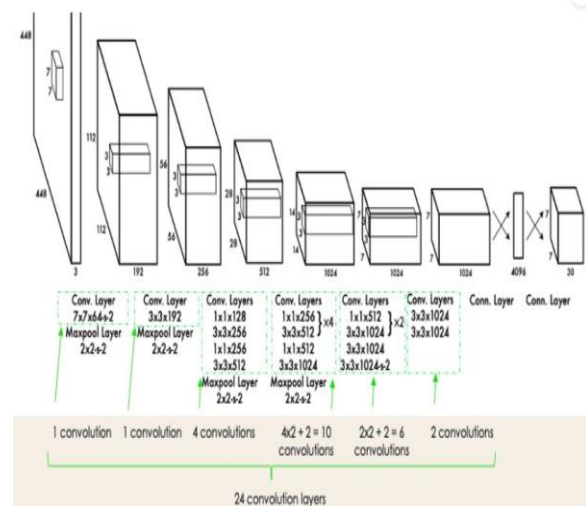 448
7
7
448
3
112
3
3
112
192
56
3
3
56
256
28
3
3
28
512
14
3
3
14
1024
7
3
3
7
1024
7
7
1024
4096
7
7
30
Conv. Layer
7x7x64÷2
Maxpool Layer
2x2÷2
Conv. Layer
3x3x192
Maxpool Layer
2x2÷2
Conv. Layers
1x1x128
3x3x256
1x1x256
3x3x512
Maxpool Layer
2x2÷2
Conv. Layers
1x1x256
3x3x512
}x4
1x1x512
3x3x1024
Maxpool Layer
2x2÷2
Conv. Layers
1x1x512
3x3x1024
}x2
3x3x1024
3x3x1024÷2
Conv. Layers
3x3x1024
3x3x1024
Conn. Layer
Conn. Layer
1 convolution
1 convolution
4 convolutions
4x2 + 2 = 10
convolutions
2x2 + 2 = 6
convolutions
2 convolutions
24 convolution layers